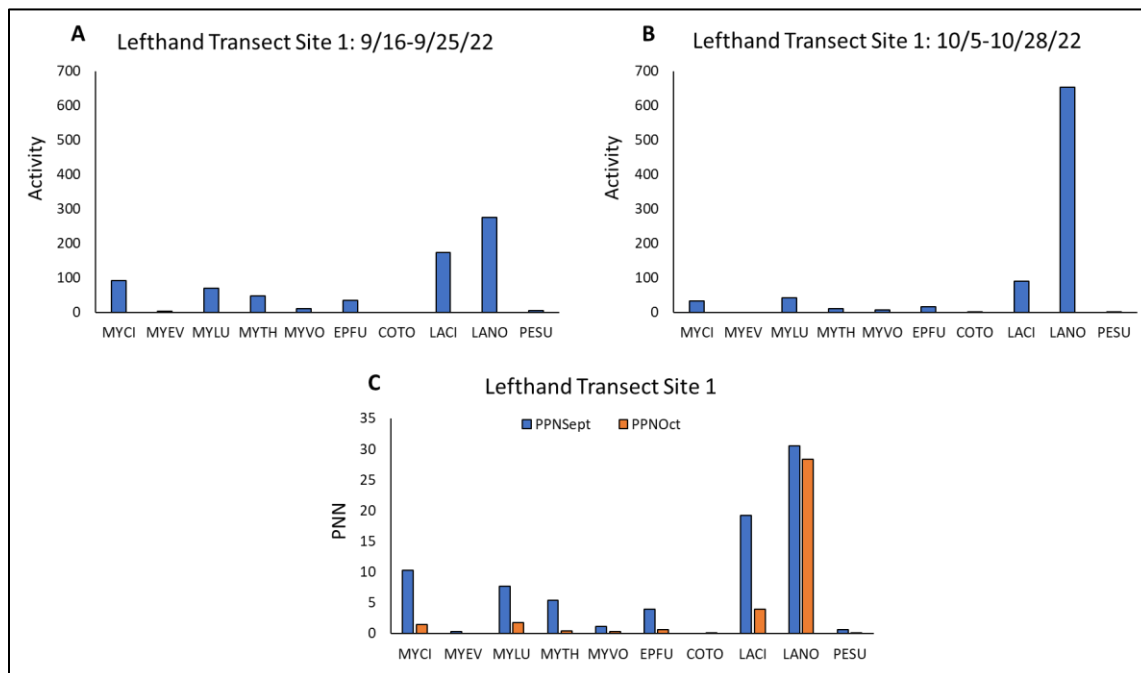 A
Lefthand Transect Site 1: 9/16-9/25/22
700
600
500
400
300
200
100
0
Activity
MYCI MYEV MYLU MYTH MYVO EPFU COTO LACI LANO PESU
B
Lefthand Transect Site 1: 10/5-10/28/22
700
600
500
400
300
200
100
0
Activity
MYCI MYEV MYLU MYTH MYVO EPFU COTO LACI LANO PESU
C
Lefthand Transect Site 1
PPNSept PPNOct
35
30
25
20
15
10
5
0
PNN
MYCI MYEV MYLU MYTH MYVO EPFU COTO LACI LANO PESU